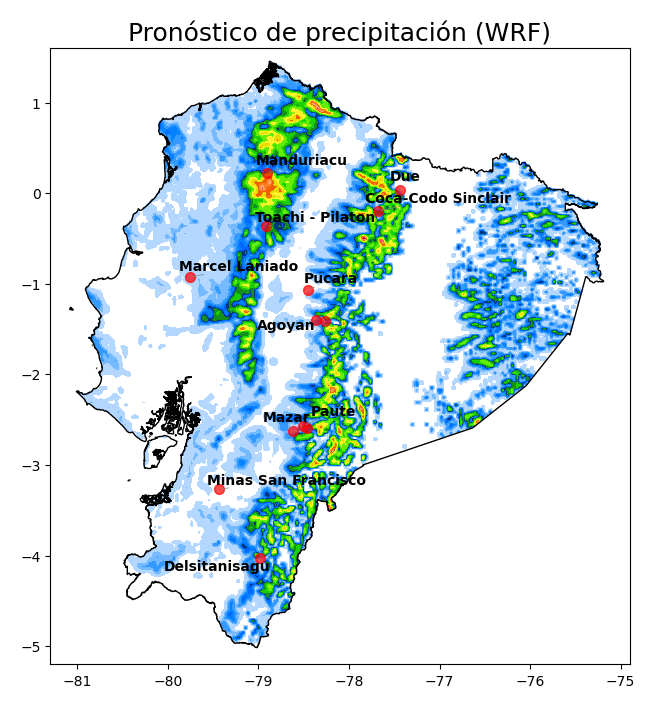 Pronóstico de precipitación (WRF)
1
Manduriacu
Due
0
Coca-Codo Sinclair
Toachi - Pilaton
Marcel Laniado
−1
Pucara
Agoyan
−2
Mazar
Paute
−3
Minas San Francisco
−4
Delsitanisagu
−5
−81
−80
−79
−78
−77
−76
−75